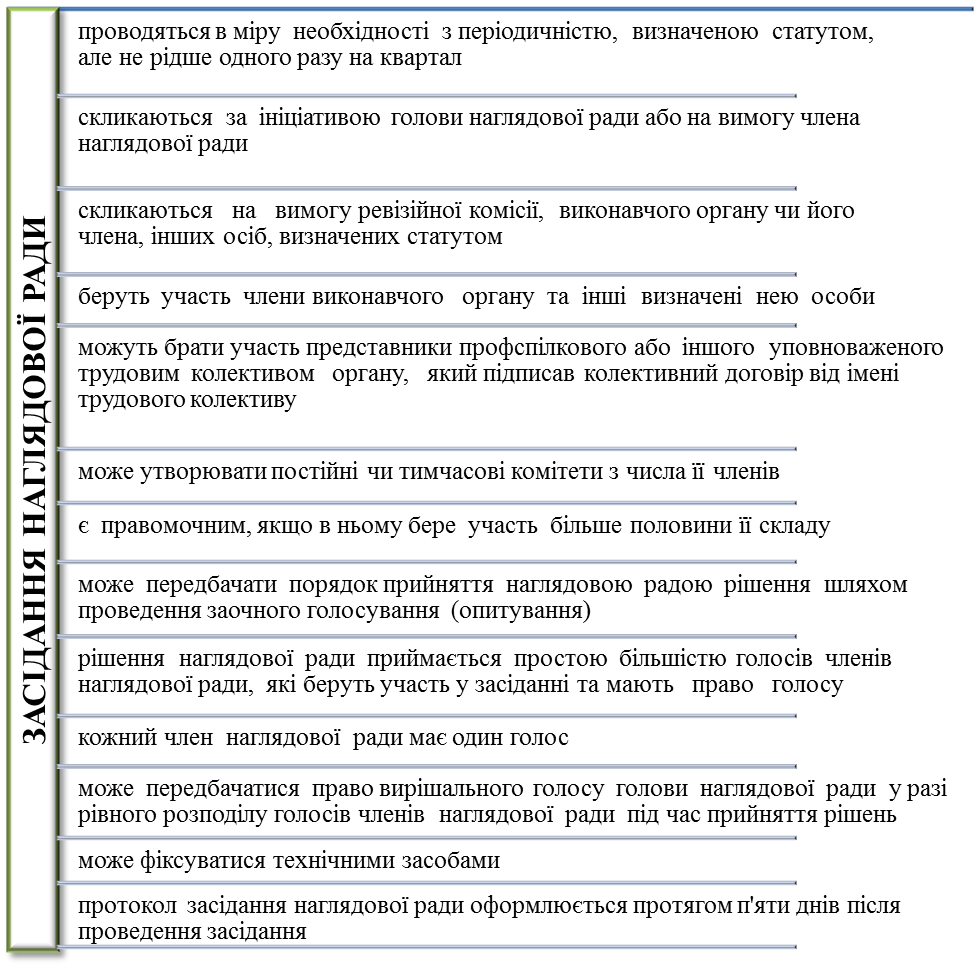 ЗАСІДАННЯ НАГЛЯДОВОЇ РАДИ
проводяться в міру необхідності з періодичністю, визначеною статутом,
але не рідше одного разу на квартал
скликаються за ініціативою голови наглядової ради або на вимогу члена
наглядової ради
скликаються на вимогу ревізійної комісії, виконавчого органу чи його
члена, інших осіб, визначених статутом
беруть участь члени виконавчого органу та інші визначені нею особи
можуть брати участь представники профспілкового або іншого уповноваженого
трудовим колективом органу, який підписав колективний договір від імені
трудового колективу
може утворювати постійні чи тимчасові комітети з числа її членів
є правомочним, якщо в ньому бере участь більше половини її складу
може передбачати порядок прийняття наглядовою радою рішення шляхом
проведення заочного голосування (опитування)
рішення наглядової ради приймається простою більшістю голосів членів
наглядової ради, які беруть участь у засіданні та мають право голосу
кожний член наглядової ради має один голос
може передбачатися право вирішального голосу голови наглядової ради у разі
рівного розподілу голосів членів наглядової ради під час прийняття рішень
може фіксуватися технічними засобами
протокол засідання наглядової ради оформлюється протягом п'яти днів після
проведення засідання